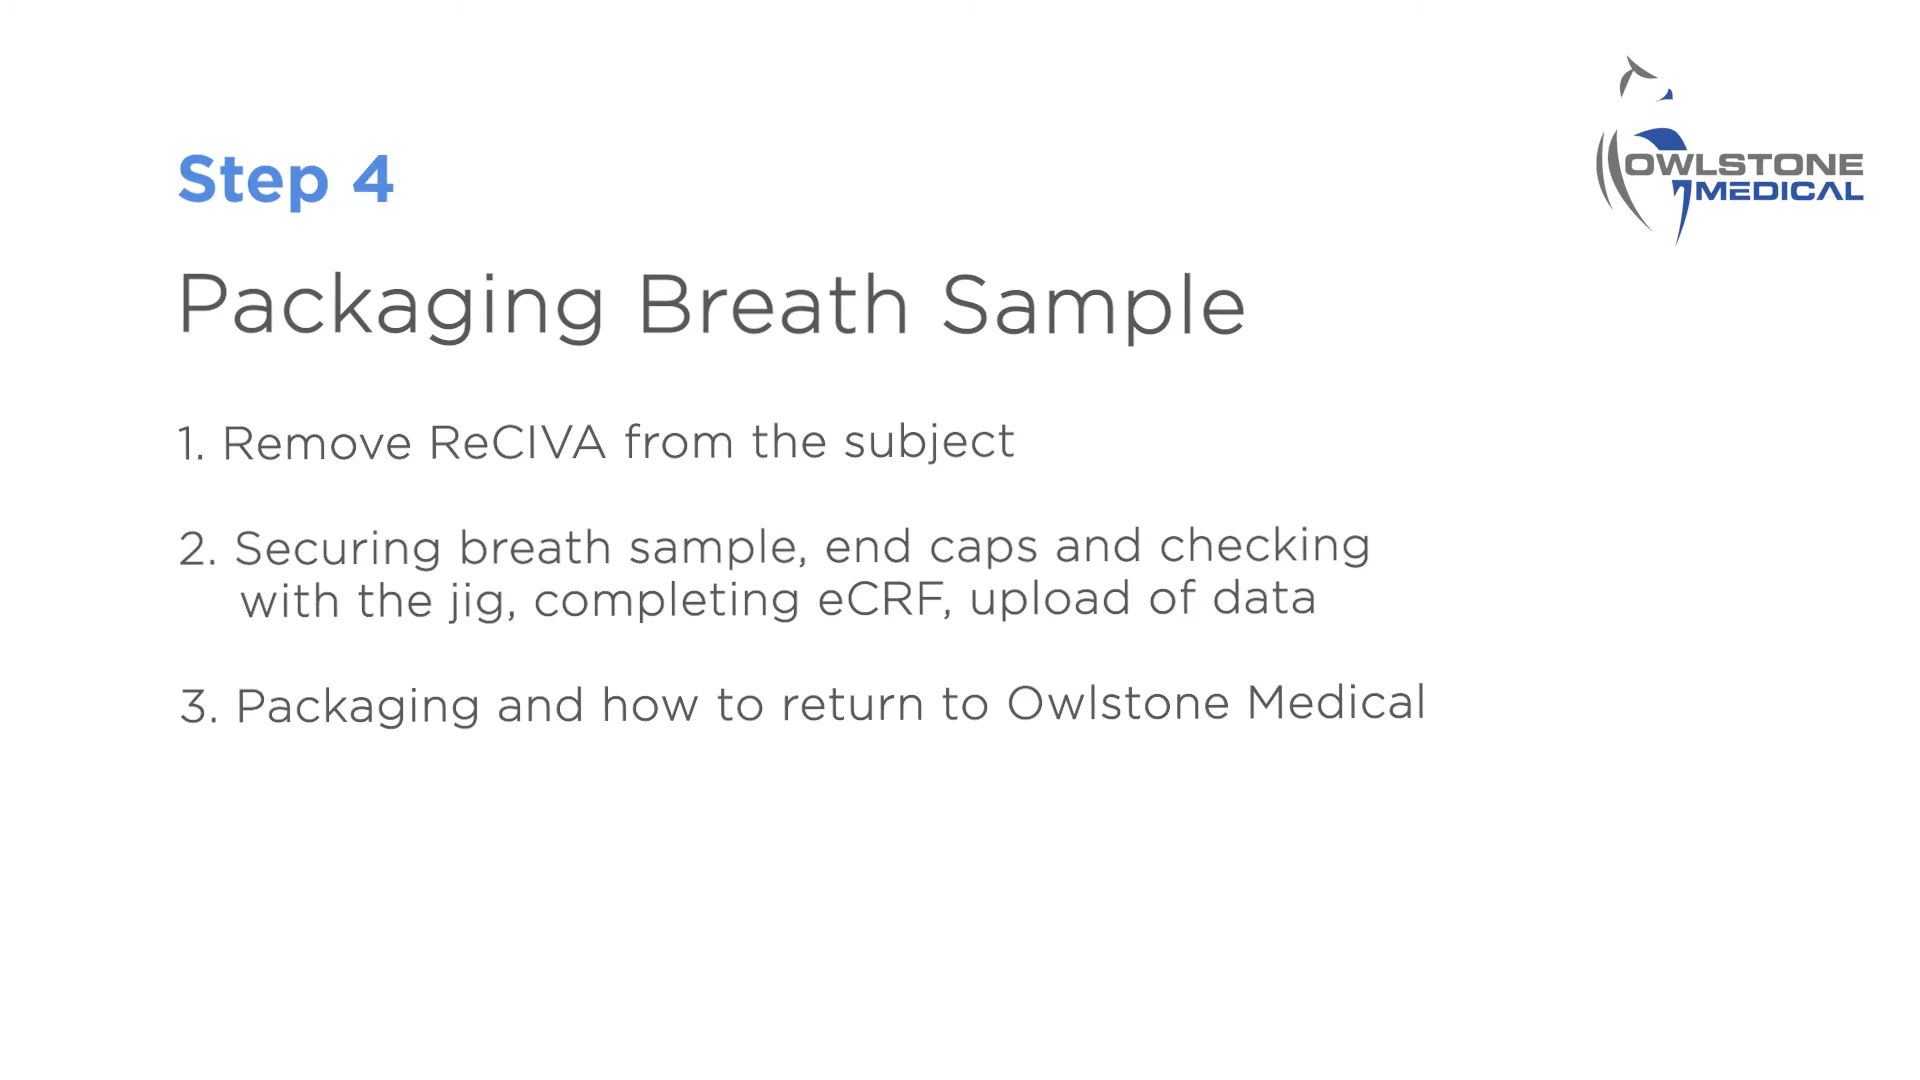 Step 4
OWLSTONE
MEDICAL
Packaging Breath Sample
1. Remove ReCIVA from the subject
2. Securing breath sample, end caps and checking
with the jig, completing eCRF, upload of data
3. Packaging and how to return to Owlstone Medical